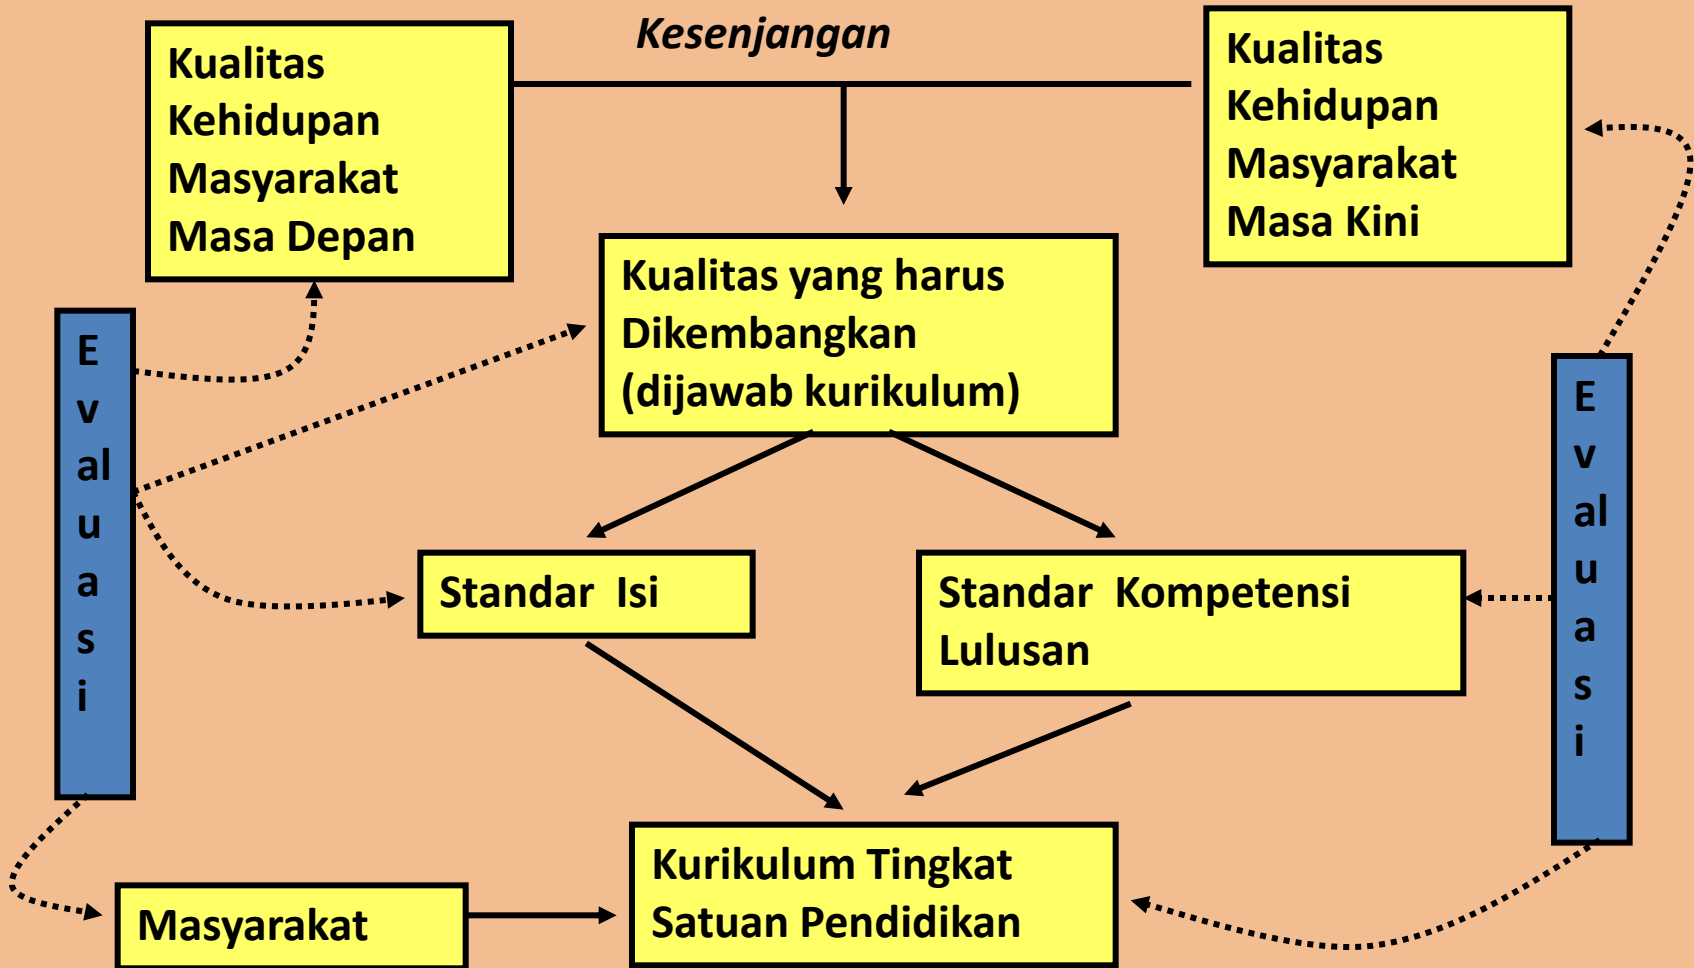 Kesenjangan
Kualitas
Kehidupan
Masyarakat
Masa Depan
Kualitas
Kehidupan
Masyarakat
Masa Kini
Kualitas yang harus
Dikembangkan
(dijawab kurikulum)
E
v
al
u
a
s
i
E
v
al
u
a
s
i
Standar Isi
Standar Kompetensi
Lulusan
Kurikulum Tingkat
Satuan Pendidikan
Masyarakat